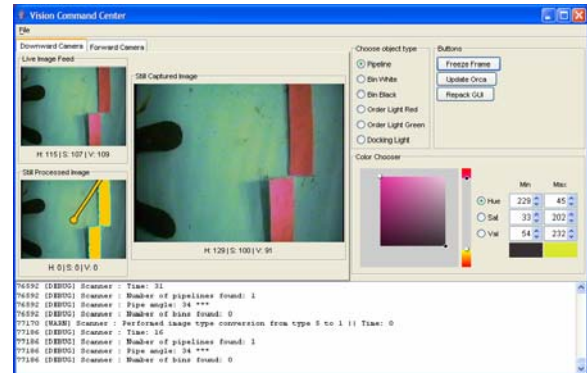 Vision Command Center
File
Downward Camera Forward Camera
Live Image Feed
H: 115 | S: 107 | V: 109
Still Processed Image
H: 0 | S: 0 | V: 0
Still Captured Image
H: 129 | S: 100 | V: 91
Choose object type
Pipeline
Bin White
Bin Black
Order Light Red
Order Light Green
Docking Light
Buttons
Freeze Frame
Update Orca
Repack GUI
Color Chooser
Min Max
Hue 229 45
Sat 33 202
Val 54 232
76592 [DEBUG] Scanner : Time: 31
76592 [DEBUG] Scanner : Number of pipelines found: 1
76592 [DEBUG] Scanner : Pipe angle: 34 ***
76592 [DEBUG] Scanner : Number of bins found: 0
77170 [WARN] Scanner : Performed image type conversion from type 5 to 1 || Time: 0
77186 [DEBUG] Scanner : Time: 16
77186 [DEBUG] Scanner : Number of pipelines found: 1
77186 [DEBUG] Scanner : Pipe angle: 34 ***
77186 [DEBUG] Scanner : Number of bins found: 0